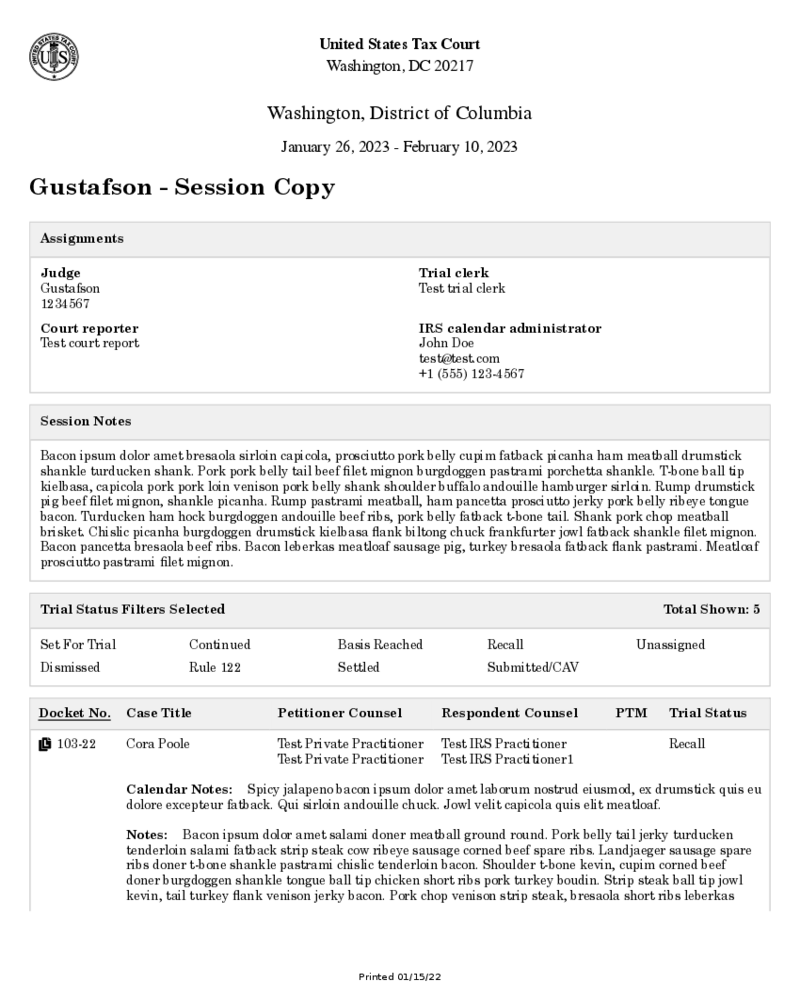 UNITED STATES TAX COURT
US
United States Tax Court
Washington, DC 20217
Washington, District of Columbia
January 26, 2023 - February 10, 2023
Gustafson - Session Copy
Assignments
Judge
Gustafson
1234567
Trial clerk
Test trial clerk
Court reporter
Test court report
IRS calendar administrator
John Doe
test@test.com
+1 (555) 123-4567
Session Notes
Bacon ipsum dolor amet bresaola sirloin capicola, prosciutto pork belly cupim fatback picanha ham meatball drumstick
shankle turducken shank. Pork pork belly tail beef filet mignon burgdoggen pastrami porchetta shankle. T-bone ball tip
kielbasa, capicola pork pork loin venison pork belly shank shoulder buffalo andouille hamburger sirloin. Rump drumstick
pig beef filet mignon, shankle picanha. Rump pastrami meatball, ham pancetta prosciutto jerky pork belly ribeye tongue
bacon. Turducken ham hock burgdoggen andouille beef ribs, pork belly fatback t-bone tail. Shank pork chop meatball
brisket. Chislic picanha burgdoggen drumstick kielbasa flank biltong chuck frankfurter jowl fatback shankle filet mignon.
Bacon pancetta bresaola beef ribs. Bacon leberkas meatloaf sausage pig, turkey bresaola fatback flank pastrami. Meatloaf
prosciutto pastrami filet mignon.
Trial Status Filters Selected Total Shown: 5
Set For Trial Continued Basis Reached Recall Unassigned
Dismissed Rule 122 Settled Submitted/CAV
Docket No. Case Title Petitioner Counsel Respondent Counsel PTM Trial Status
L 103-22 Cora Poole Test Private Practitioner Test IRS Practitioner Recall
Test Private Practitioner Test IRS Practitioner1
Calendar Notes: Spicy jalapeno bacon ipsum dolor amet laborum nostrud eiusmod, ex drumstick quis eu
dolore excepteur fatback. Qui sirloin andouille chuck. Jowl velit capicola quis elit meatloaf.
Notes: Bacon ipsum dolor amet salami doner meatball ground round. Pork belly tail jerky turducken
tenderloin salami fatback strip steak cow ribeye sausage corned beef spare ribs. Landjaeger sausage spare
ribs doner t-bone shankle pastrami chislic tenderloin bacon. Shoulder t-bone kevin, cupim corned beef
doner burgdoggen shankle tongue ball tip chicken short ribs pork turkey boudin. Strip steak ball tip jowl
kevin, tail turkey flank venison jerky bacon. Pork chop venison strip steak, bresaola short ribs leberkas
Printed 01/15/22